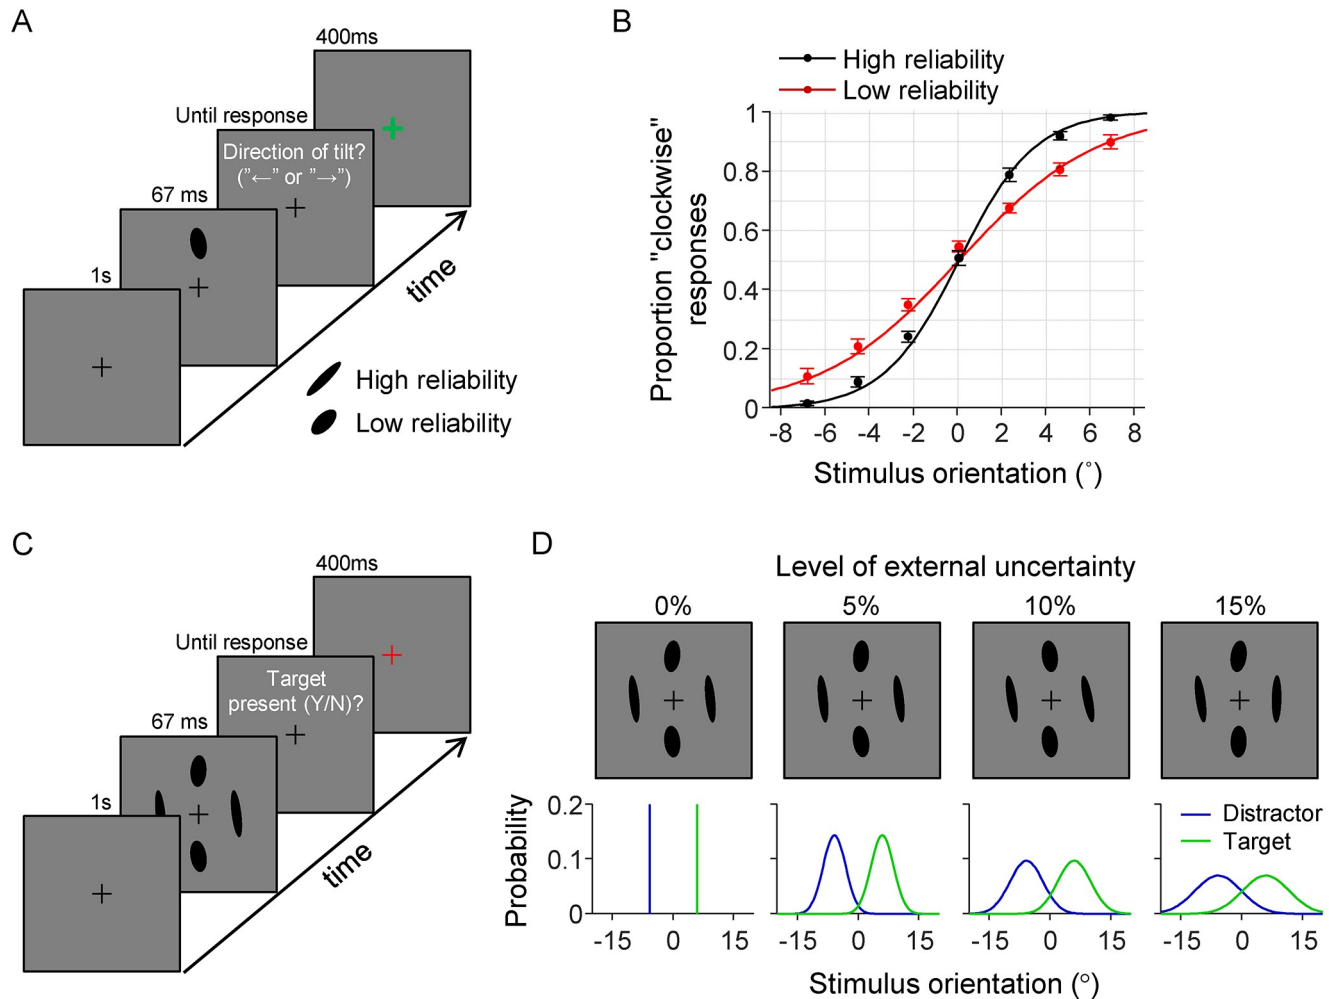 A
400ms
Until response
Direction of tilt?
("←" or "→")
67 ms
1s
time
High reliability
Low reliability
B
High reliability
Low reliability
Proportion "clockwise"
responses
1
0.8
0.6
0.4
0.2
0
-8 -6 -4 -2 0 2 4 6 8
Stimulus orientation (°)
C
400ms
Until response
Target
present (Y/N)?
67 ms
1s
time
D
Level of external uncertainty
0% 5% 10% 15%
Probability
0.2
0.1
0
Distractor
Target
-15 0 15 -15 0 15 -15 0 15 -15 0 15
Stimulus orientation (°)